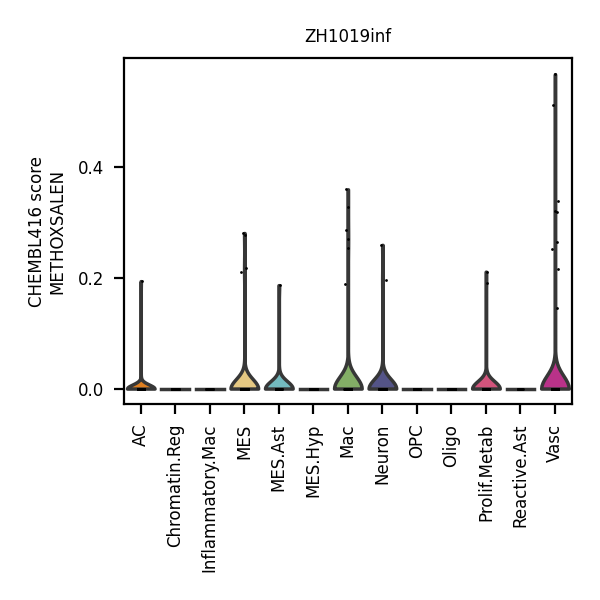 ZH1019inf
CHEMBL416 score
METHOXSALEN
0.4
0.2
0.0
AC
Chromatin.Reg
Inflammatory.Mac
MES
MES.Ast
MES.Hyp
Mac
Neuron
OPC
Oligo
Prolif.Metab
Reactive.Ast
Vasc